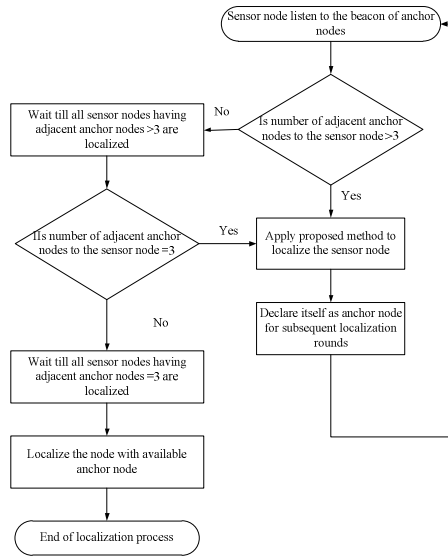 Sensor node listen to the beacon of anchor
nodes
Is number of adjacent anchor
nodes to the sensor node>3
No
Wait till all sensor nodes having
adjacent anchor nodes >3 are
localized
Yes
IIs number of adjacent anchor
nodes to the sensor node =3
Yes
Apply proposed method to
localize the sensor node
Declare itself as anchor node
for subsequent localization
rounds
No
Wait till all sensor nodes having
adjacent anchor nodes =3 are
localized
Localize the node with available
anchor node
End of localization process